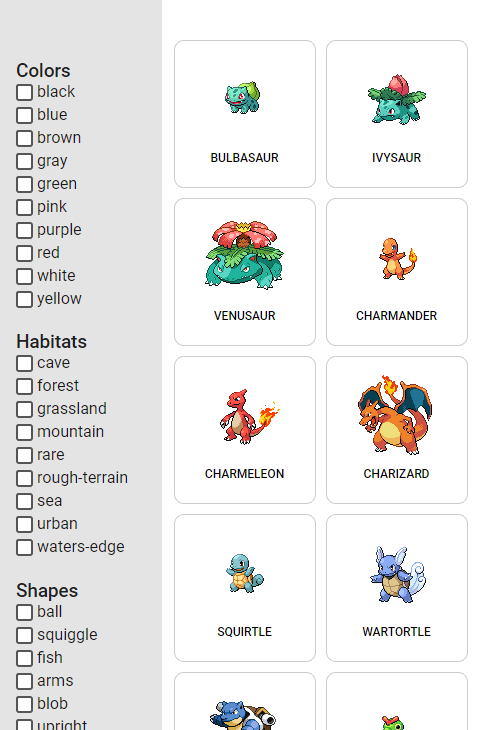 Colors
black
blue
brown
gray
green
pink
purple
red
white
yellow
Habitats
cave
forest
grassland
mountain
rare
rough-terrain
sea
urban
waters-edge
Shapes
ball
squiggle
fish
arms
blob
upright
BULBASAUR
IVYSAUR
VENUSAUR
CHARMANDER
CHARMELEON
CHARIZARD
SQUIRTLE
WARTORTLE